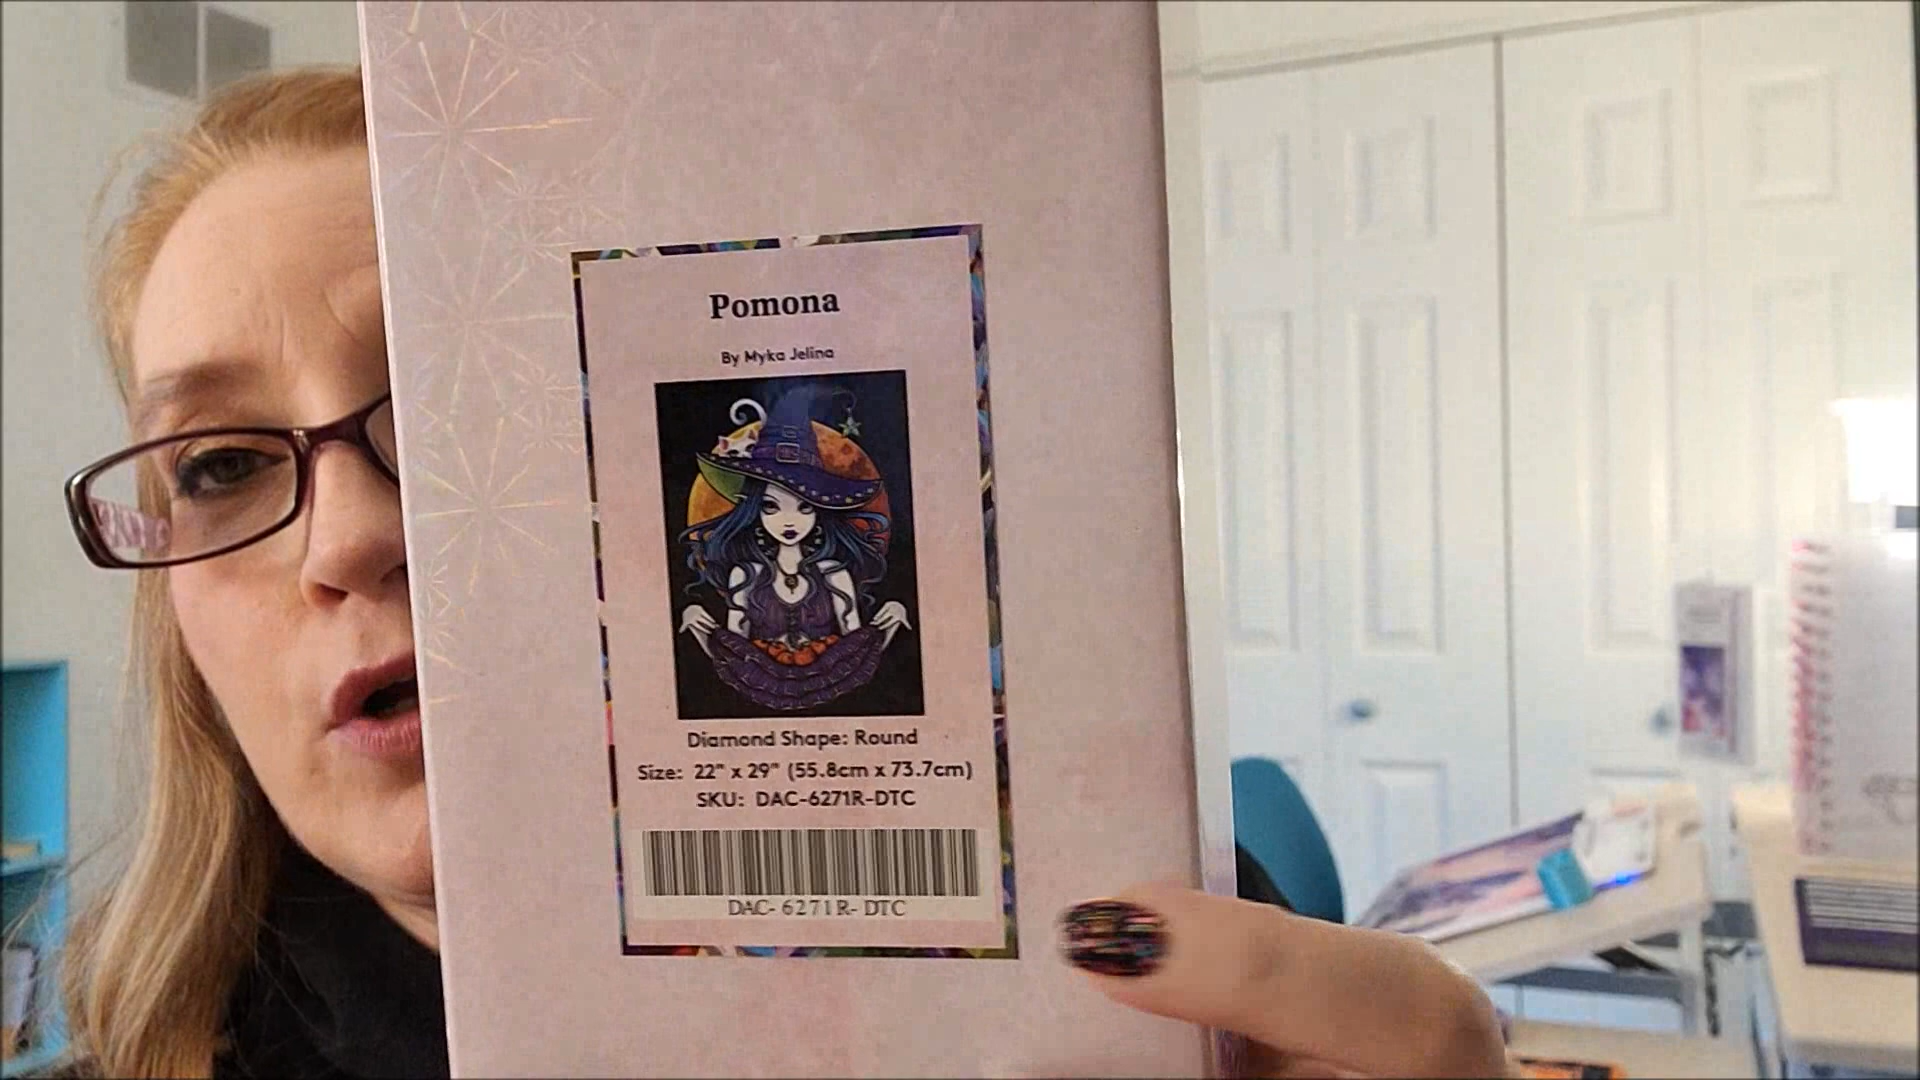 Pomona
By Myka Jelina
Diamond Shape: Round
Size: 22" x 29" (55.8cm x 73.7cm)
SKU: DAC-6271R-DTC
DAC- 6271R- DTC